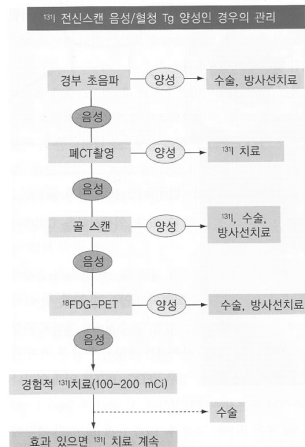 ¹³¹I 전신스캔 음성/혈청 Tg 양성인 경우의 관리
경부 초음파 양성 수술, 방사선치료
음성
폐CT촬영 양성 ¹³¹I 치료
음성
골 스캔 양성 ¹³¹I, 수술,
방사선치료
음성
¹⁸FDG-PET 양성 수술, 방사선치료
음성
경험적 ¹³¹I치료(100-200 mCi)
수술
효과 있으면 ¹³¹I 치료 계속